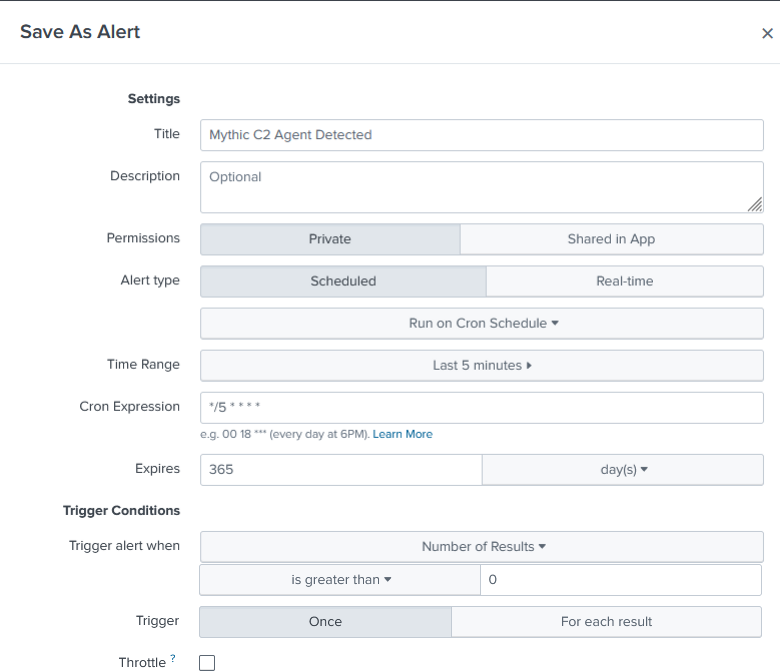 Save As Alert ×
Settings
Title Mythic C2 Agent Detected
Description Optional
Permissions Private Shared in App
Alert type Scheduled Real-time
Run on Cron Schedule
Time Range Last 5 minutes
Cron Expression */5 * * * *
e.g. 00 18 *** (every day at 6PM). Learn More
Expires 365 day(s)
Trigger Conditions
Trigger alert when Number of Results
is greater than 0
Trigger Once For each result
Throttle ?